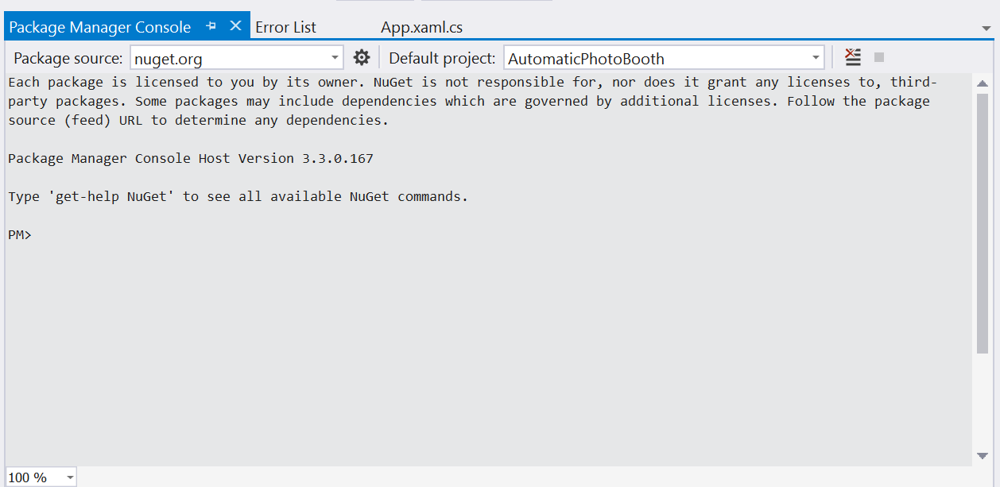 Package Manager Console Error List App.xaml.cs
Package source: nuget.org Default project: AutomaticPhotoBooth
Each package is licensed to you by its owner. NuGet is not responsible for, nor does it grant any licenses to, third-
party packages. Some packages may include dependencies which are governed by additional licenses. Follow the package
source (feed) URL to determine any dependencies.
Package Manager Console Host Version 3.3.0.167
Type 'get-help NuGet' to see all available NuGet commands.
PM>
100 %